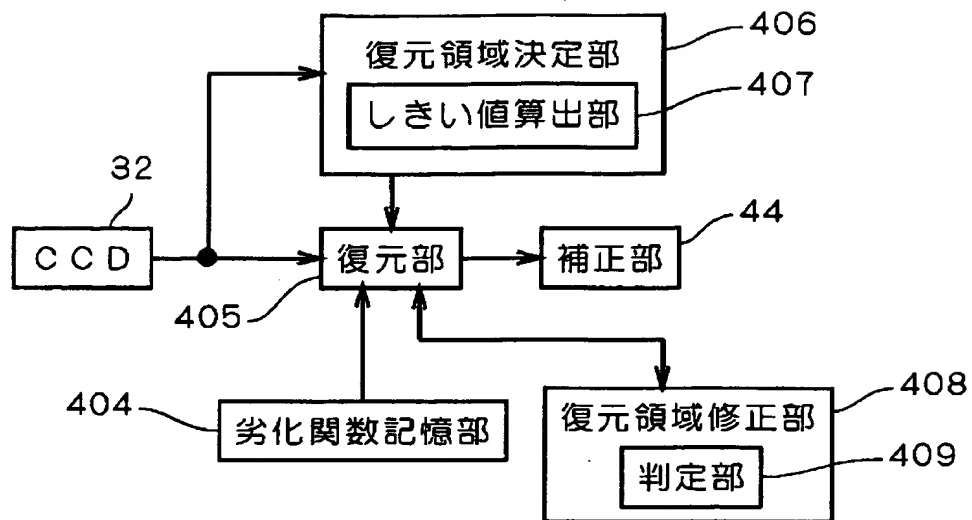 406
復元領域決定部
407
しきい値算出部
32
44
CCD
復元部
補正部
405
408
404
劣化関数記憶部
復元領域修正部
409
判定部